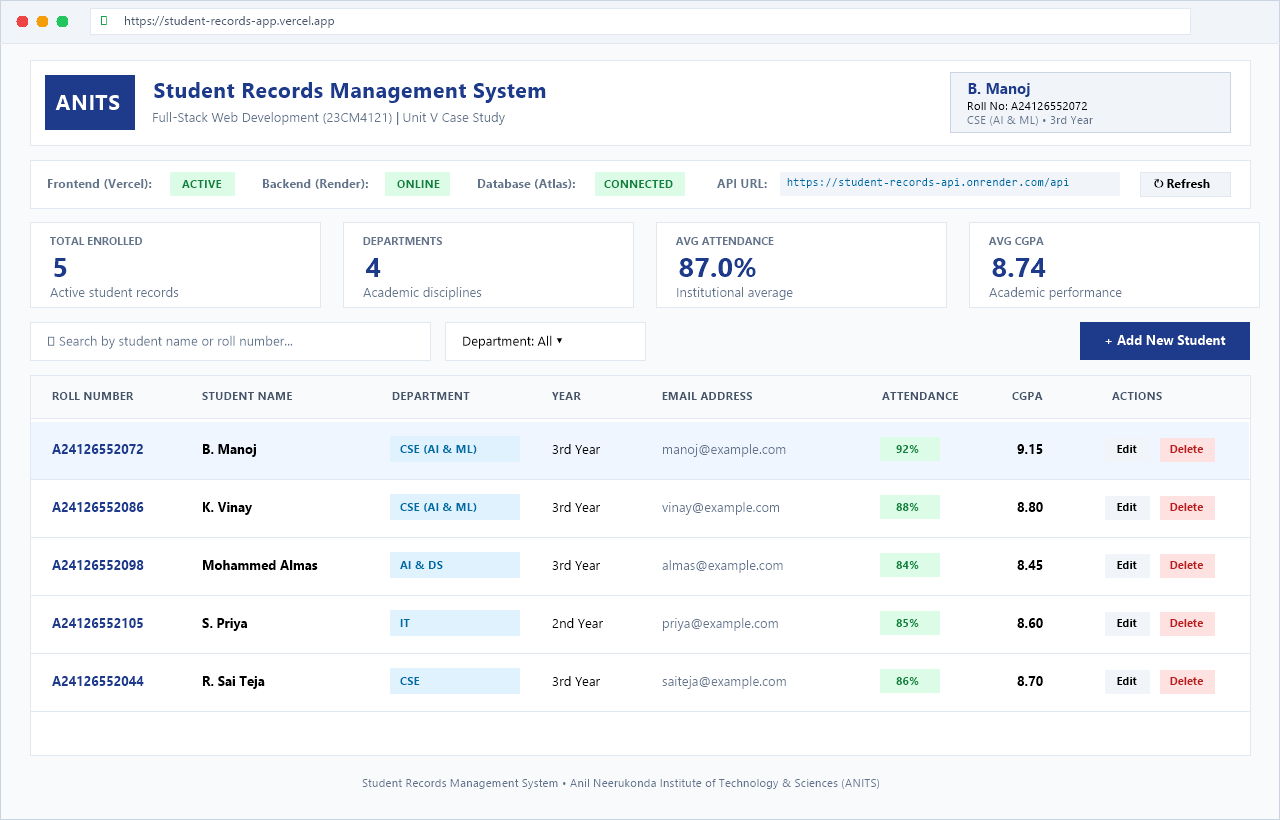 https://student-records-app.vercel.app
ANITS
Student Records Management System
Full-Stack Web Development (23CM4121) | Unit V Case Study
B. Manoj
Roll No: A24126552072
CSE (AI & ML) • 3rd Year
Frontend (Vercel): ACTIVE Backend (Render): ONLINE Database (Atlas): CONNECTED API URL: https://student-records-api.onrender.com/api ↻ Refresh
TOTAL ENROLLED
5
Active student records
DEPARTMENTS
4
Academic disciplines
AVG ATTENDANCE
87.0%
Institutional average
AVG CGPA
8.74
Academic performance
Search by student name or roll number... Department: All ▾ + Add New Student
ROLL NUMBER STUDENT NAME DEPARTMENT YEAR EMAIL ADDRESS ATTENDANCE CGPA ACTIONS
A24126552072 B. Manoj CSE (AI & ML) 3rd Year manoj@example.com 92% 9.15 Edit Delete
A24126552086 K. Vinay CSE (AI & ML) 3rd Year vinay@example.com 88% 8.80 Edit Delete
A24126552098 Mohammed Almas AI & DS 3rd Year almas@example.com 84% 8.45 Edit Delete
A24126552105 S. Priya IT 2nd Year priya@example.com 85% 8.60 Edit Delete
A24126552044 R. Sai Teja CSE 3rd Year saiteja@example.com 86% 8.70 Edit Delete
Student Records Management System • Anil Neerukonda Institute of Technology & Sciences (ANITS)